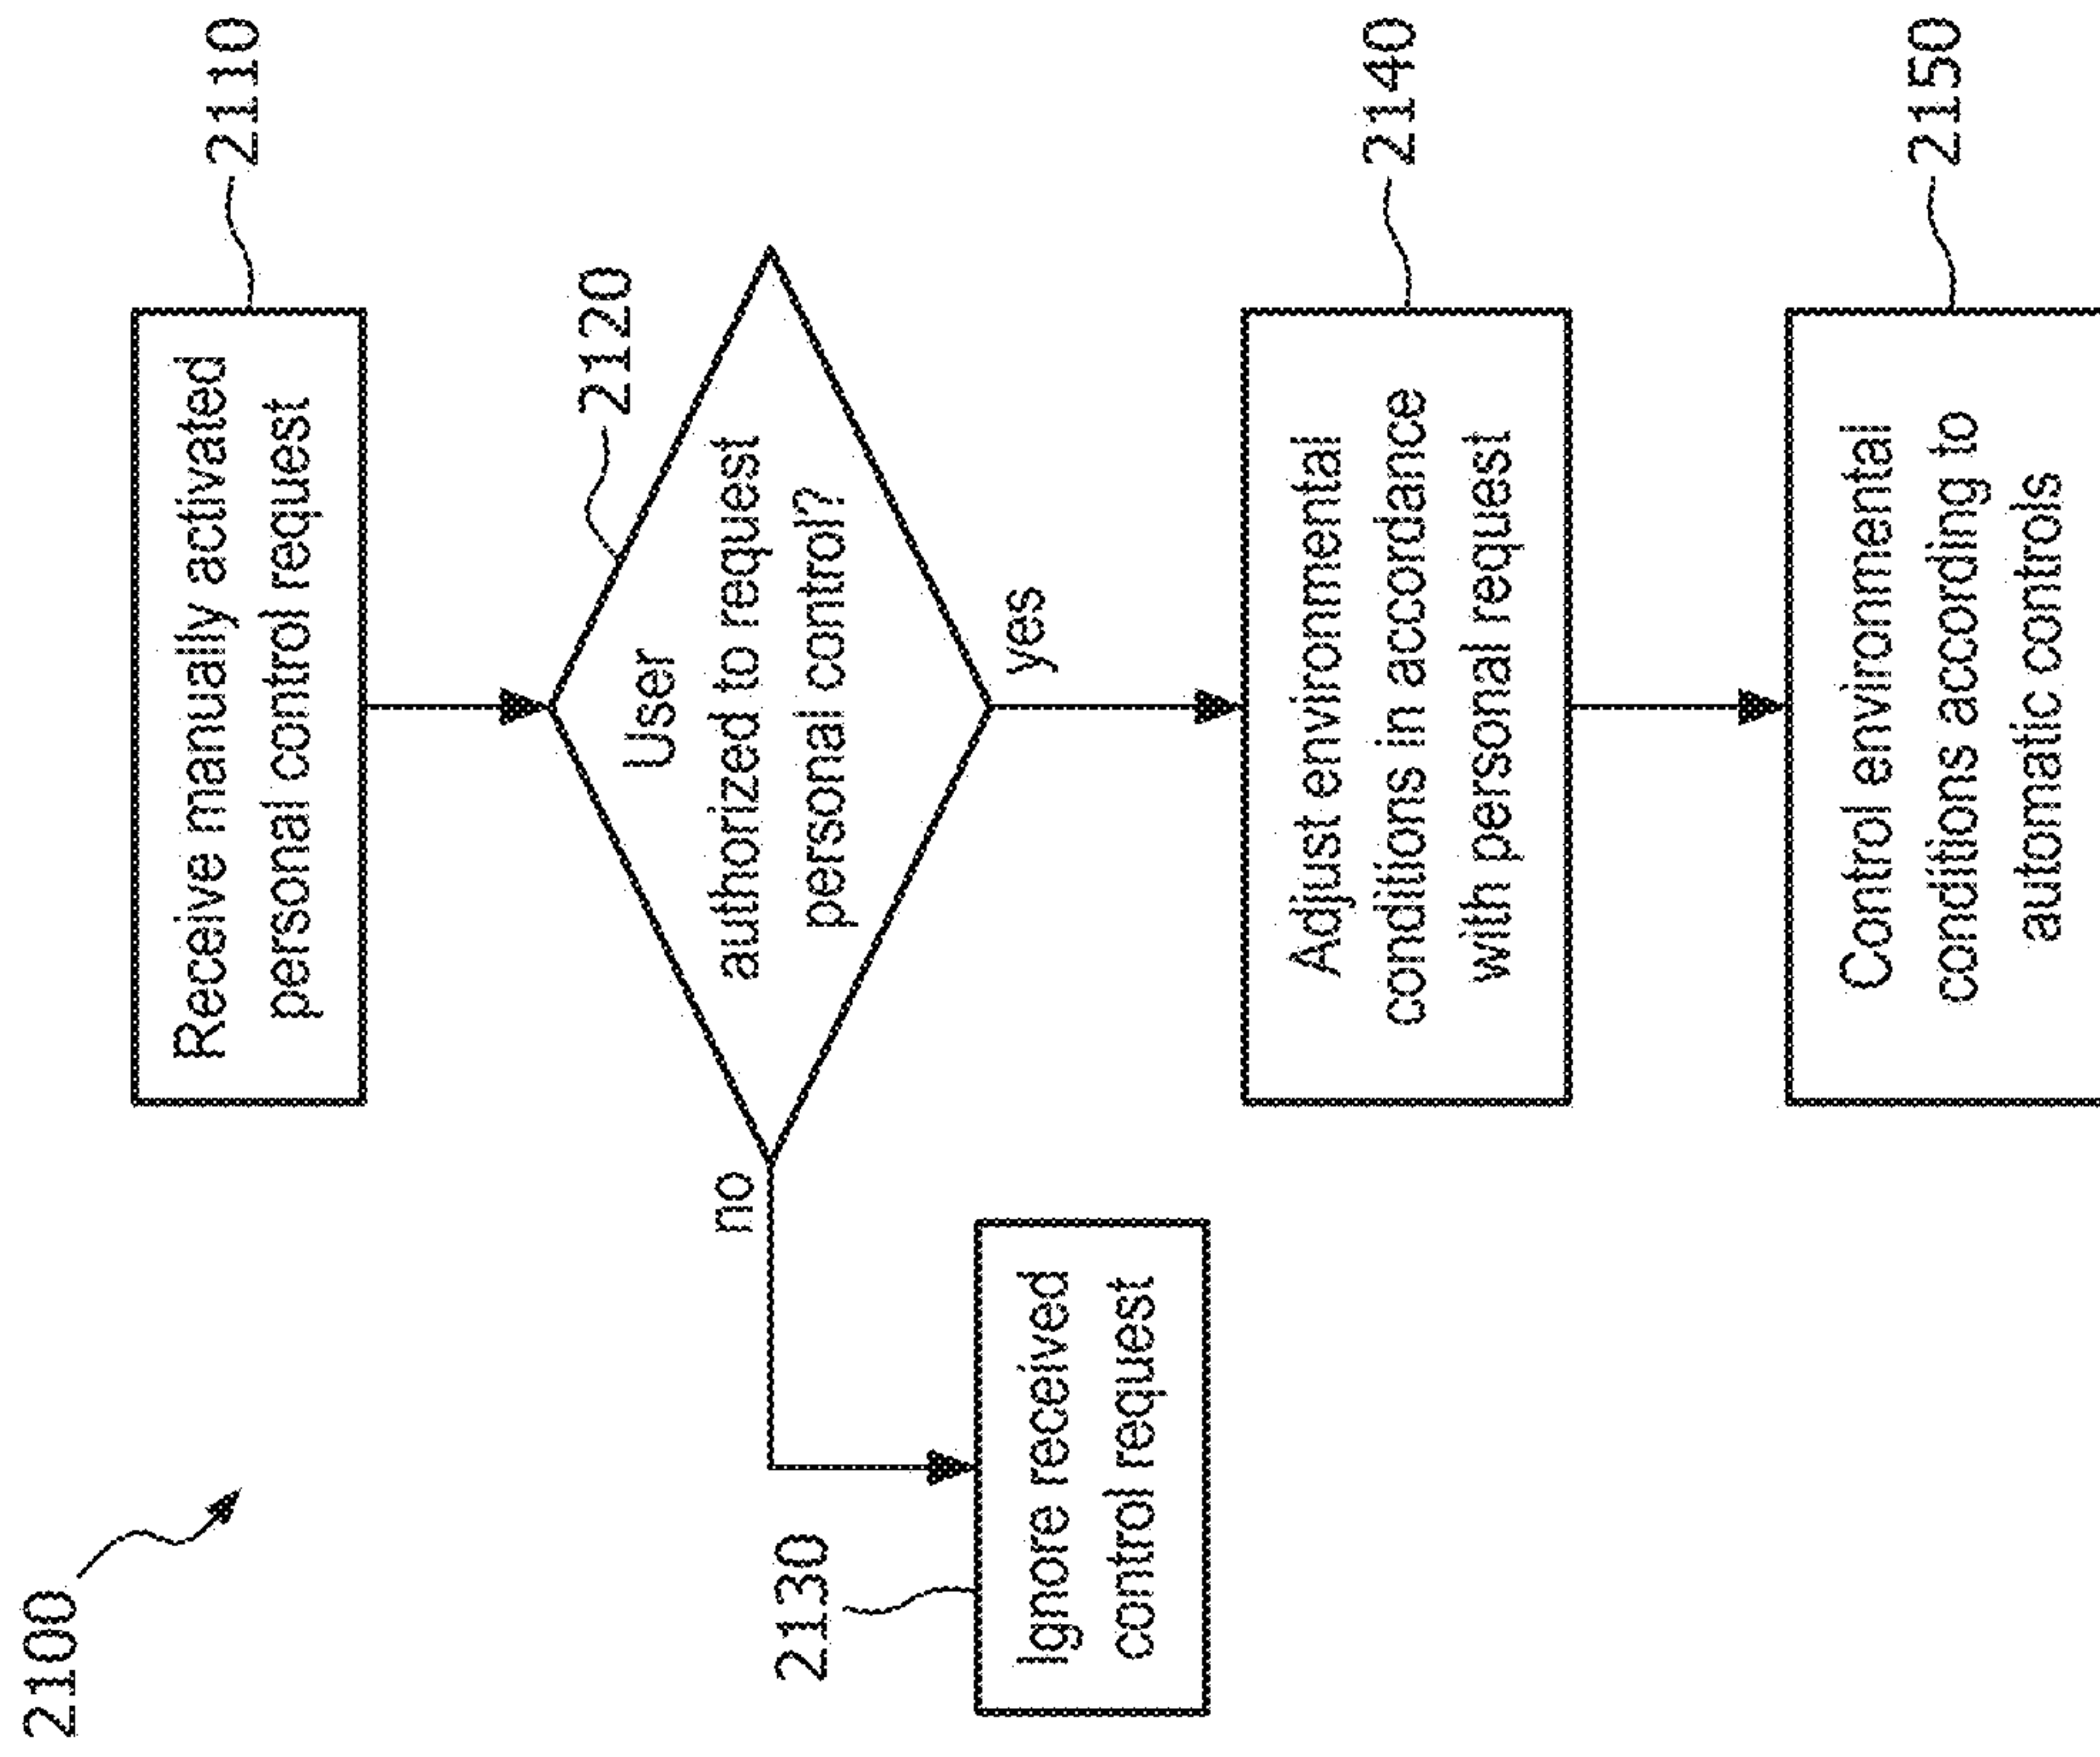 2100
Receive manually activated
personal control request
2110
User
authorized to request
personal control?
2120
no
yes
Ignore received
control request
2130
Adjust environmental
conditions in accordance
with personal request
2140
Control environmental
conditions according to
automatic controls
2150